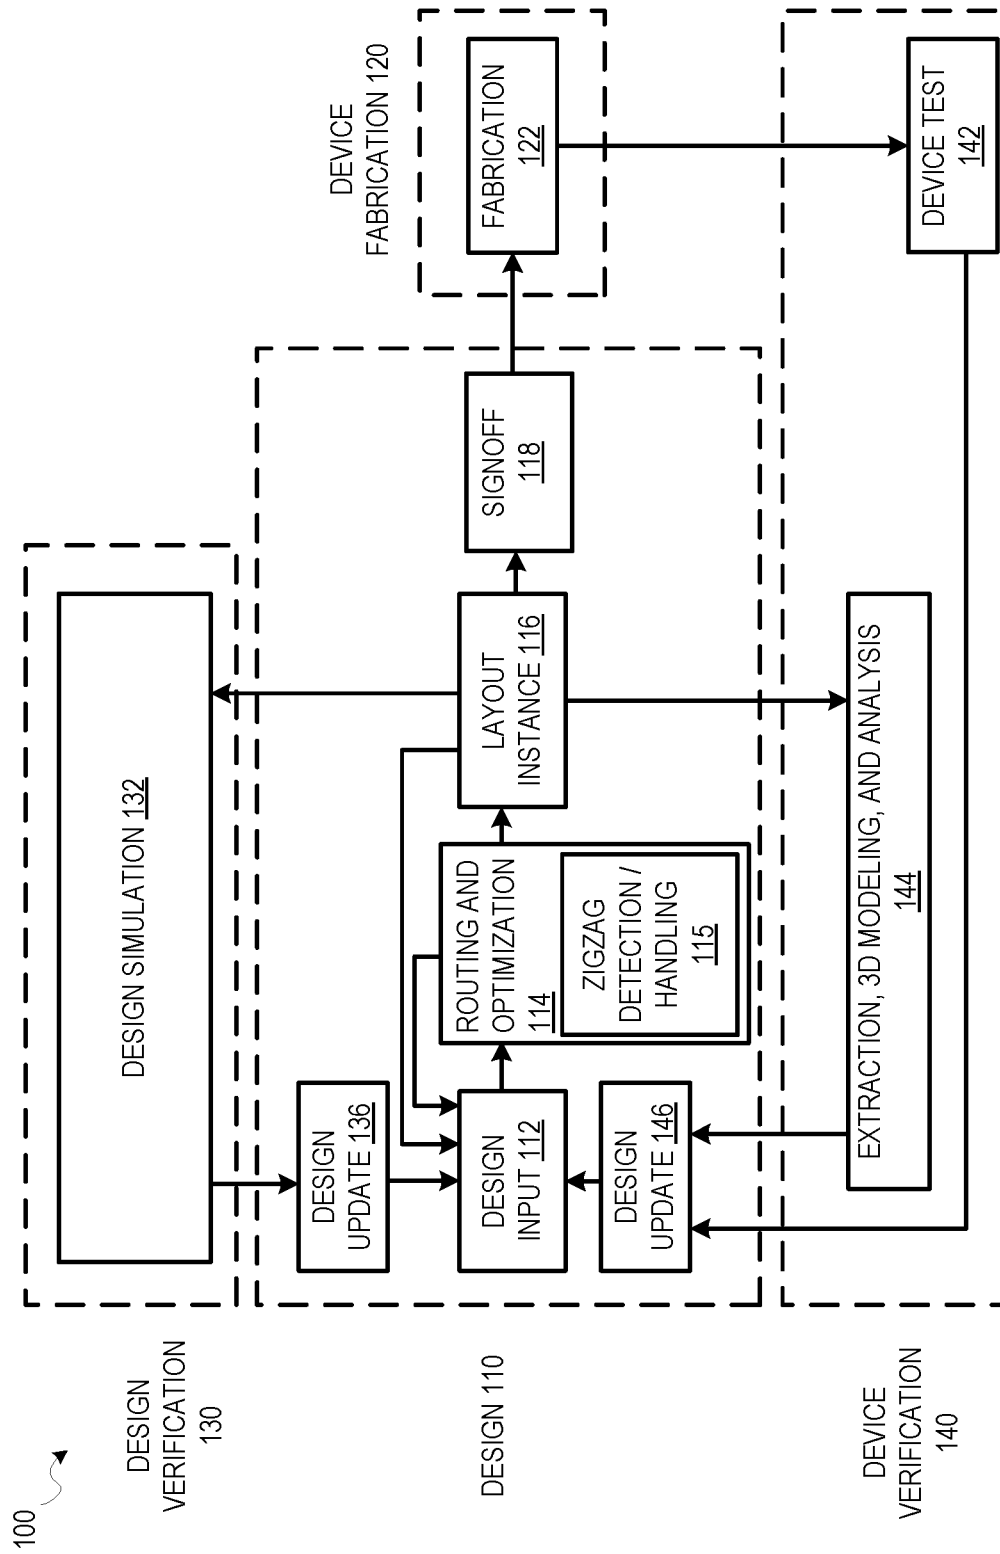 100
DESIGN
VERIFICATION
130
DESIGN SIMULATION 132
DESIGN 110
DESIGN
UPDATE 136
DESIGN
INPUT 112
DESIGN
UPDATE 146
ROUTING AND
OPTIMIZATION
114
ZIGZAG
DETECTION /
HANDLING
115
LAYOUT
INSTANCE 116
SIGNOFF
118
DEVICE
FABRICATION 120
FABRICATION
122
DEVICE
VERIFICATION
140
EXTRACTION, 3D MODELING, AND ANALYSIS
144
DEVICE TEST
142